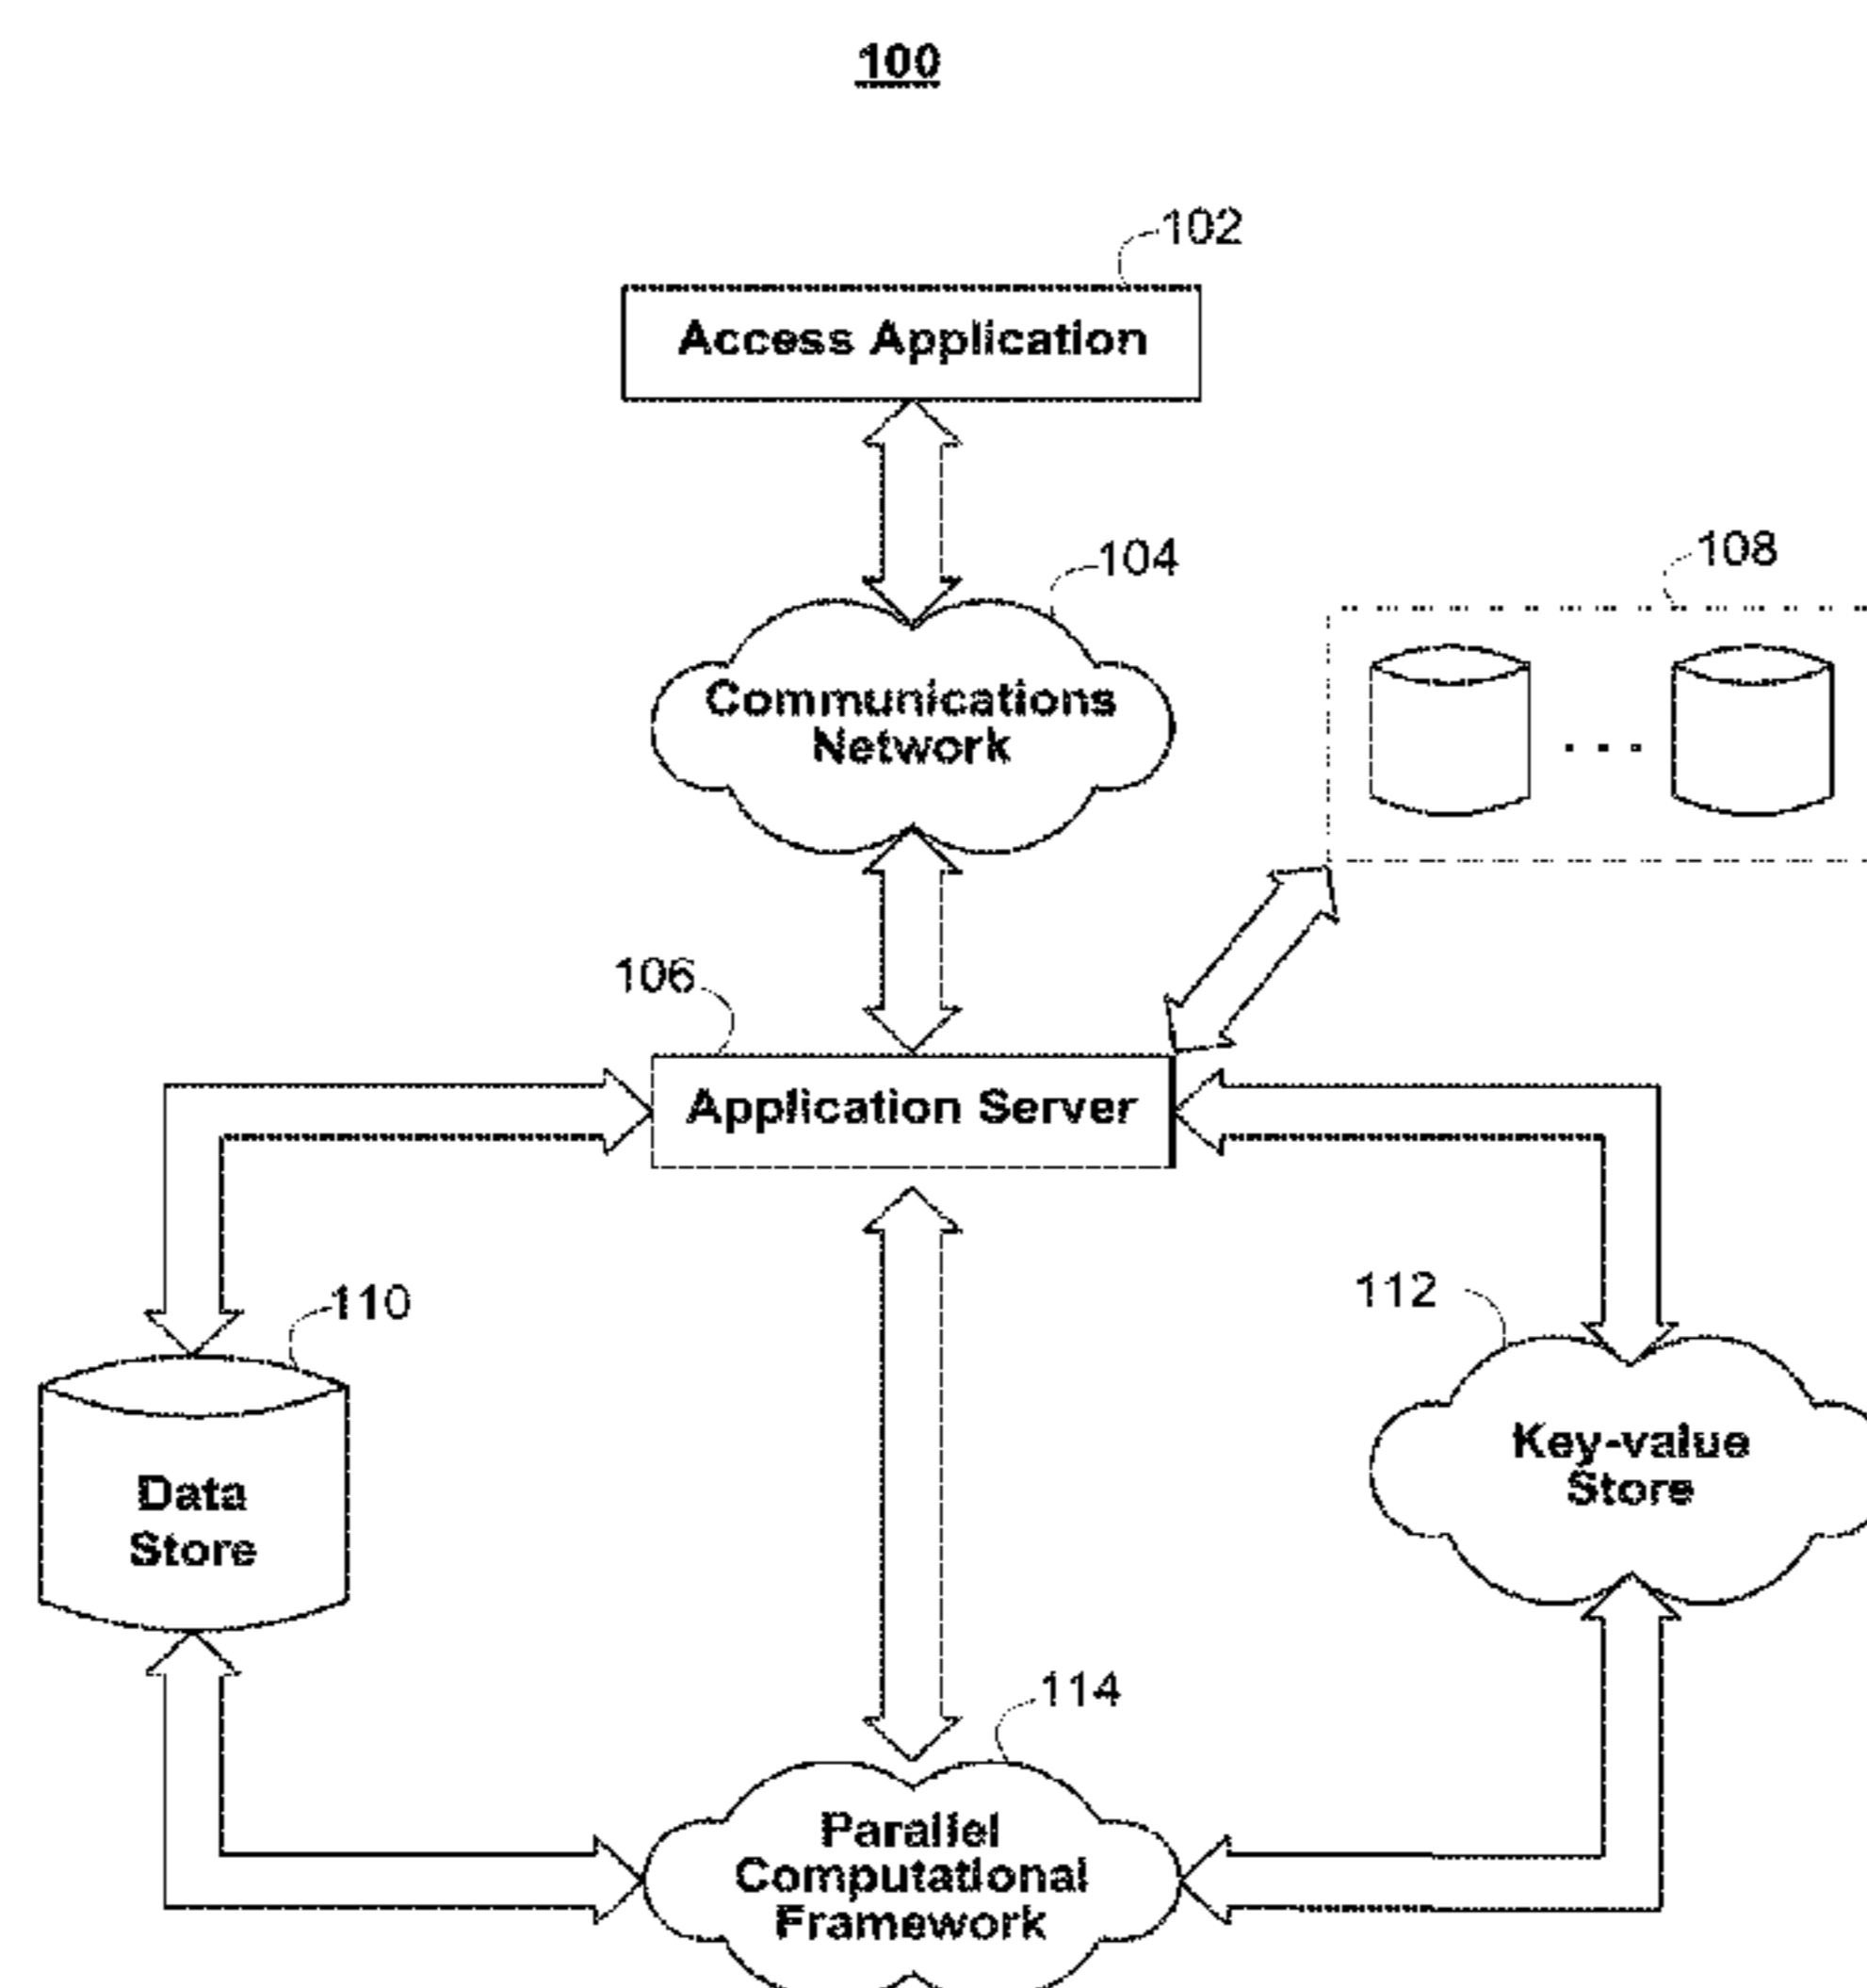 100
102
Access Application
104
108
Communications
Network
106
Application Server
110
112
Key-value
Store
Data
Store
114
Parallel
Computational
Framework